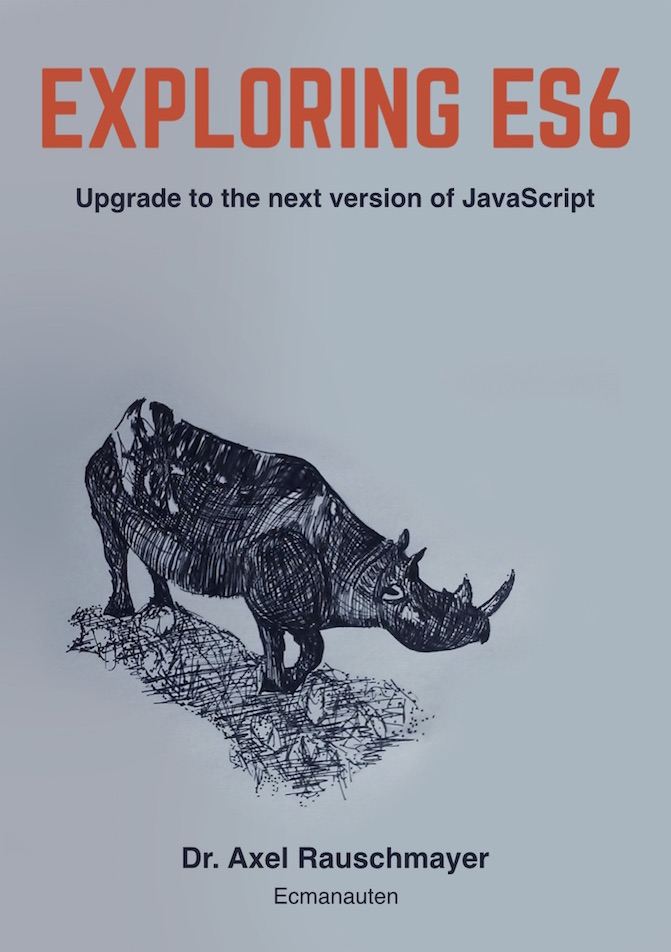 EXPLORING ES6
Upgrade to the next version of JavaScript
Dr. Axel Rauschmayer
Ecmanauten